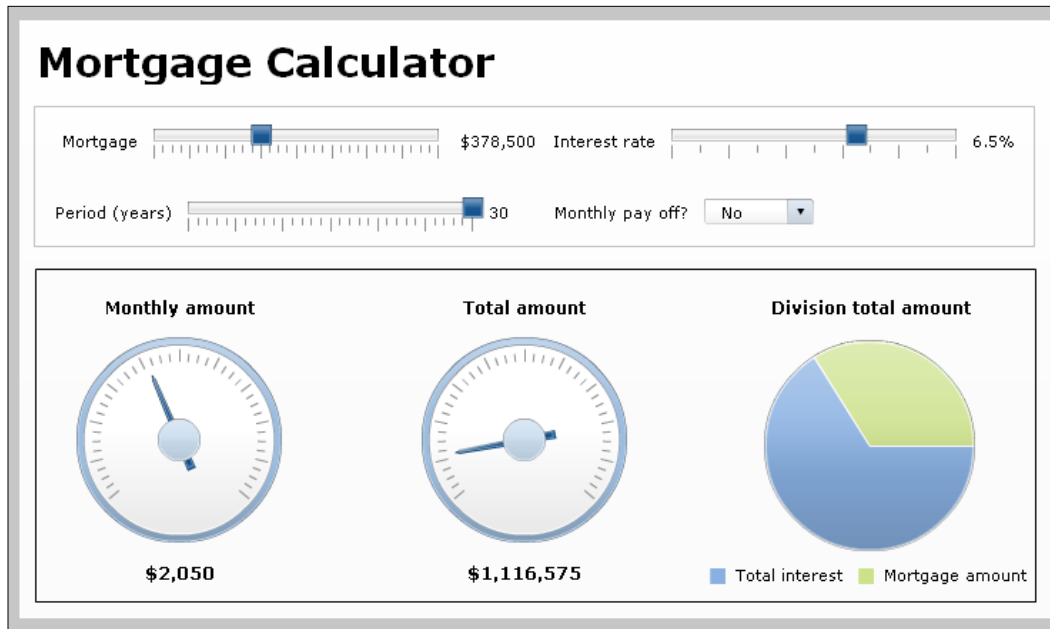 Mortgage Calculator
Mortgage $378,500 Interest rate 6.5%
Period (years) 30 Monthly pay off? No
Monthly amount Total amount Division total amount
$2,050 $1,116,575 Total interest Mortgage amount